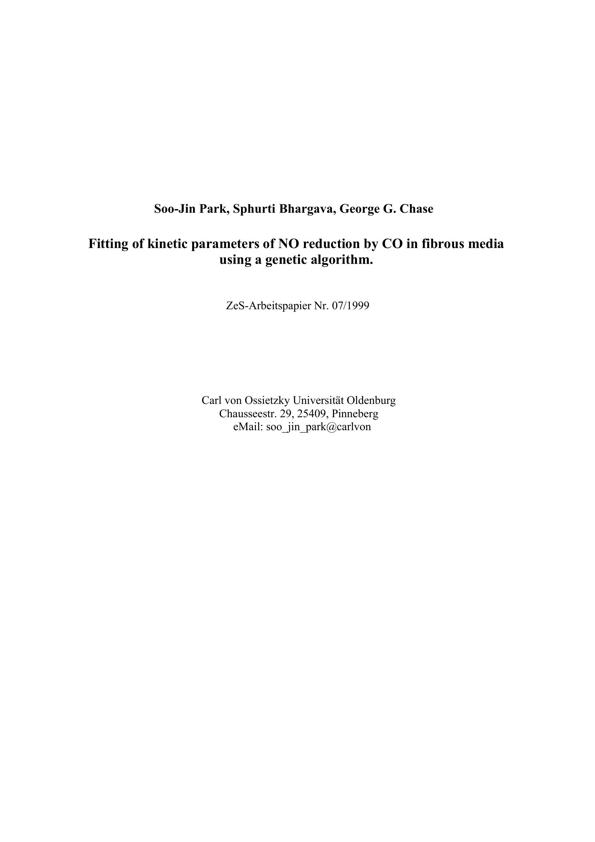 Soo-Jin Park, Sphurti Bhargava, George G. Chase
Fitting of kinetic parameters of NO reduction by CO in fibrous media
using a genetic algorithm.
ZeS-Arbeitspapier Nr. 07/1999
Carl von Ossietzky Universität Oldenburg
Chausseestr. 29, 25409, Pinneberg
eMail: soo_jin_park@carlvon